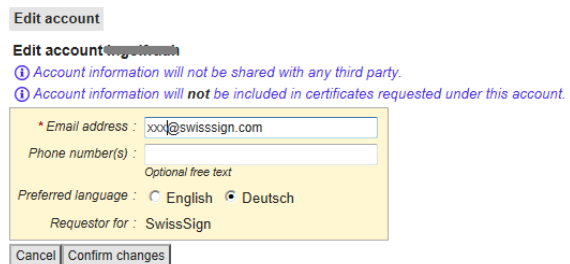 Edit account
Edit account
Account information will not be shared with any third party.
Account information will not be included in certificates requested under this account.
* Email address : xxx@swisssign.com
Phone number(s) :
Optional free text
Preferred language : English Deutsch
Requestor for : SwissSign
Cancel Confirm changes